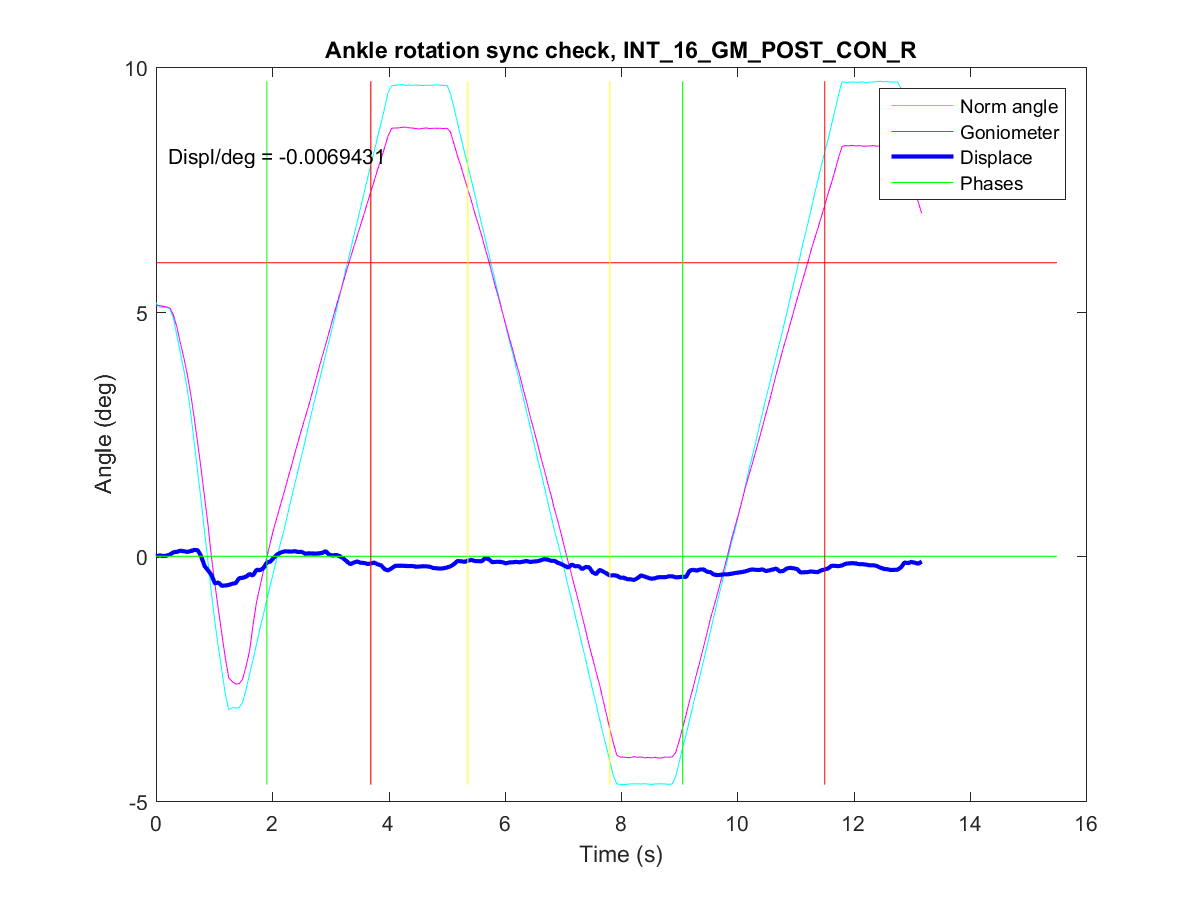 Ankle rotation sync check, INT_16_GM_POST_CON_R
10
Norm angle
Goniometer
Displace
Phases
Displ/deg = -0.0069431
5
Angle (deg)
0
-5
0 2 4 6 8 10 12 14 16
Time (s)